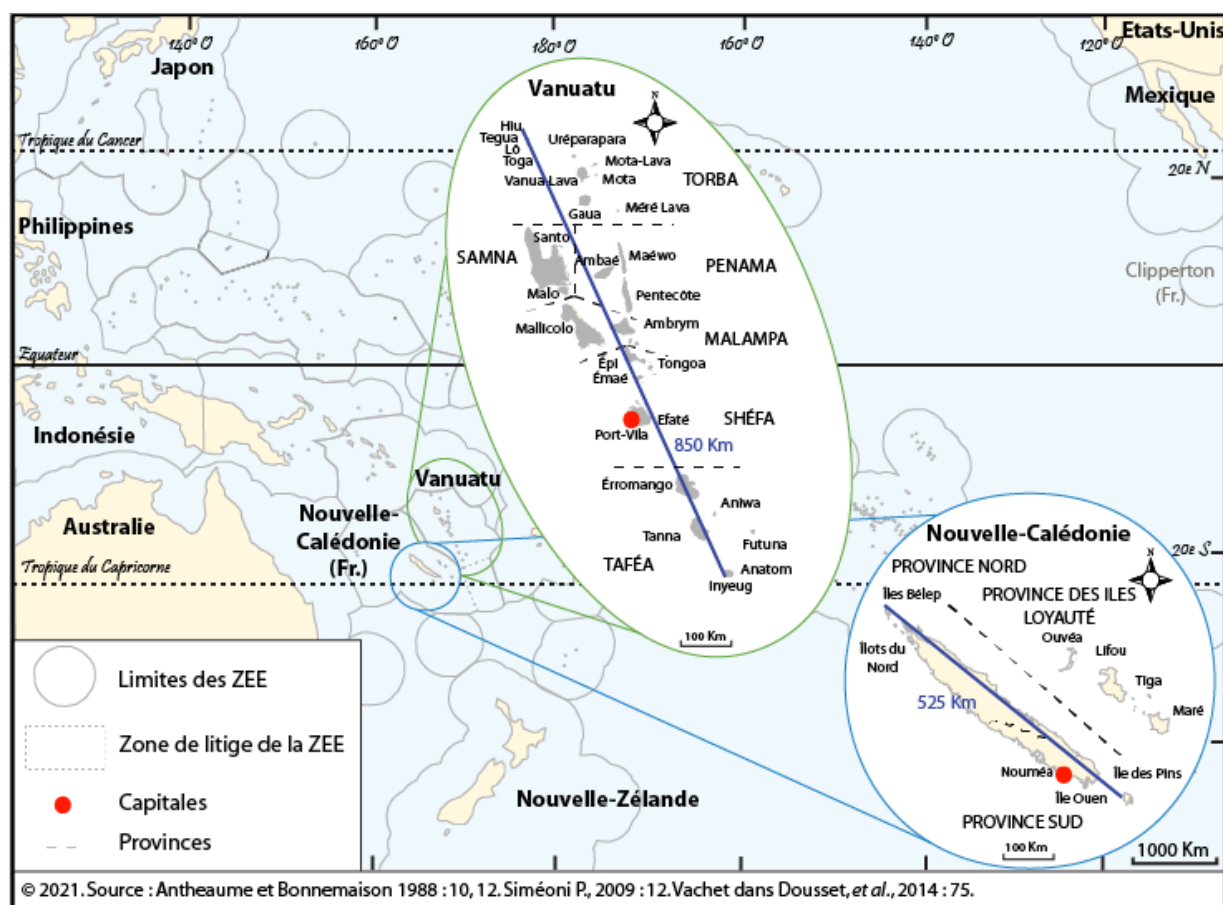 140° O
160° O
180° O
160° O
140° O
120° O
Etats-Unis
Japon
Mexique
Tropique du Cancer
20e N
Philippines
Clipperton
(Fr.)
Equateur
Indonésie
Vanuatu
Australie
Nouvelle-
Calédonie
(Fr.)
Tropique du Capricorne
20e S
Nouvelle-Zélande
1000 Km
Vanuatu
N
Hiu
Tegua
Lô
Toga
Uréparapara
Mota-Lava
Mota
Vanua Lava
TORBA
Gaua
Méré Lava
Santo
SAMNA
Ambaé
Maéwo
PENAMA
Malo
Pentecôte
Mallicolo
Ambrym
MALAMPA
Épi
Tongoa
Émaé
Efaté
SHÉFA
Port-Vila
850 Km
Érromango
Aniwa
Tanna
Futuna
TAFÉA
Anatom
Inyeug
100 Km
Nouvelle-Calédonie
N
PROVINCE NORD
Îles Bélep
PROVINCE DES ILES
LOYAUTÉ
Ouvéa
Lifou
Îlots du
Nord
Tiga
Maré
525 Km
Nouméa
Île des Pins
Île Ouen
PROVINCE SUD
100 Km
Limites des ZEE
Zone de litige de la ZEE
Capitales
Provinces
© 2021. Source : Antheaume et Bonnemaison 1988 : 10, 12. Siméoni P., 2009 : 12. Vachet dans Dousset, et al., 2014 : 75.